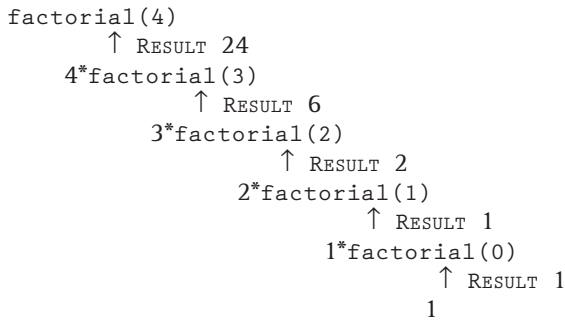 factorial(4)
↑ RESULT 24
4*factorial(3)
↑ RESULT 6
3*factorial(2)
↑ RESULT 2
2*factorial(1)
↑ RESULT 1
1*factorial(0)
↑ RESULT 1
1